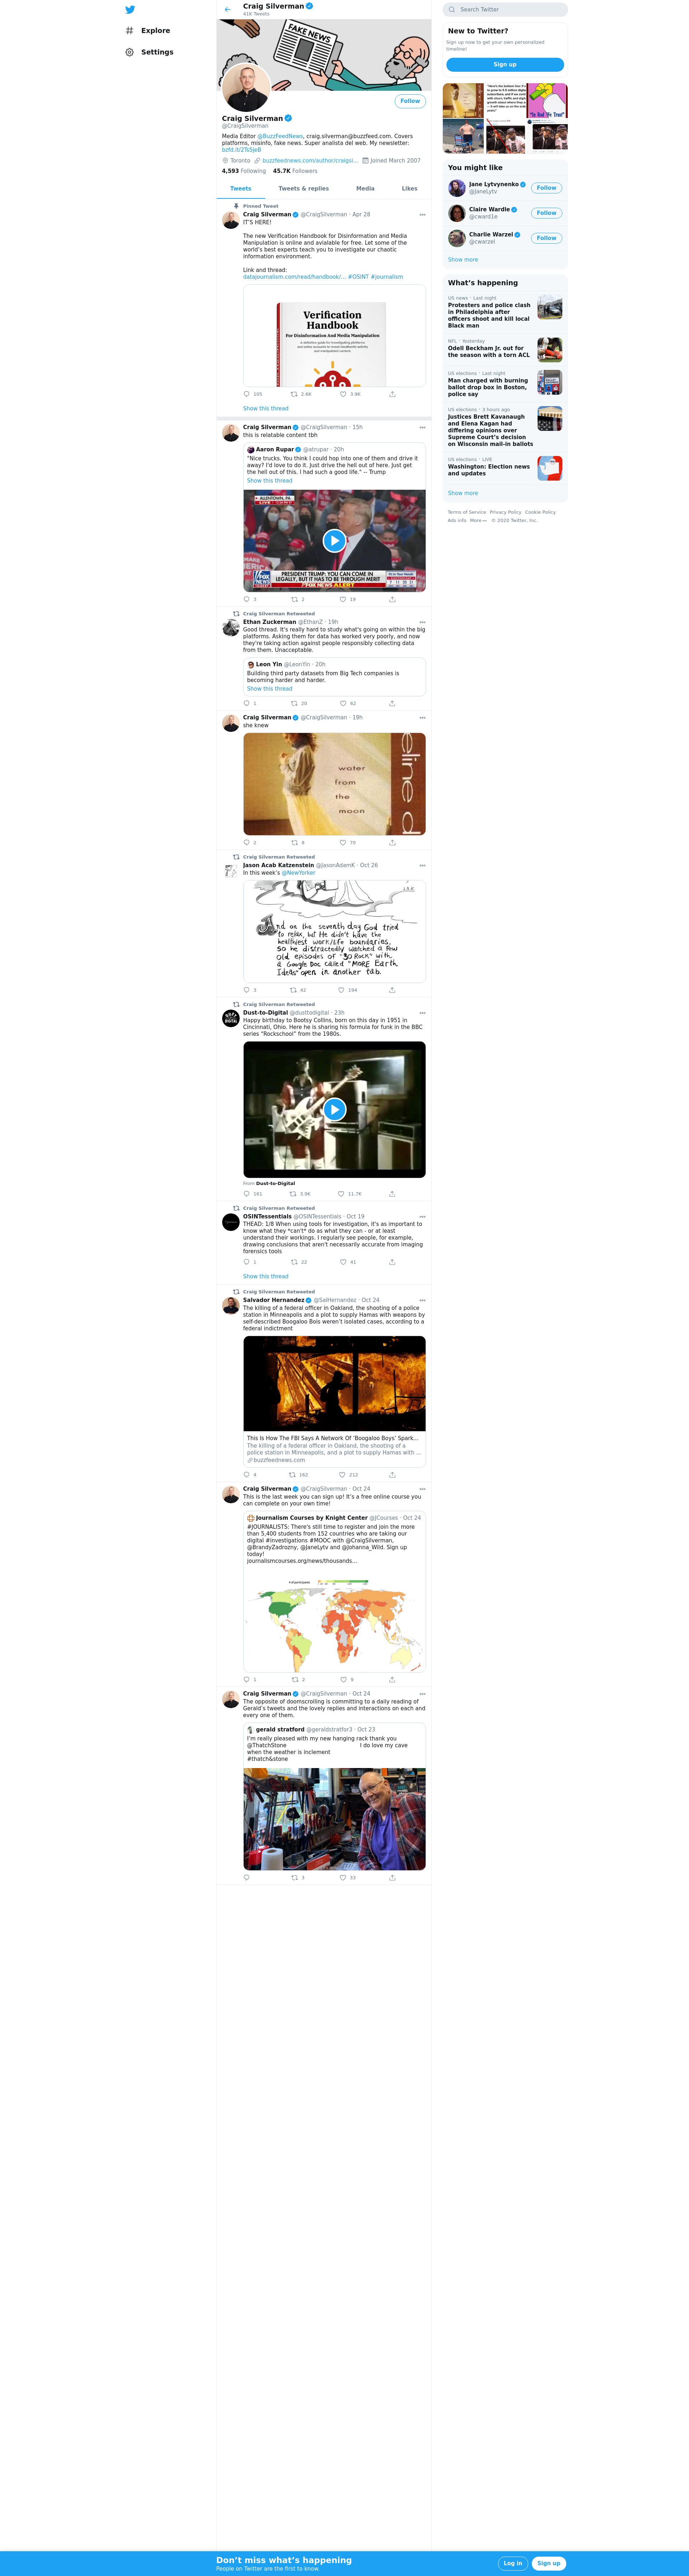 Explore
Settings
Craig Silverman
41K Tweets
FAKE NEWS
Follow
Craig Silverman
@CraigSilverman
Media Editor @BuzzFeedNews, craig.silverman@buzzfeed.com. Covers
platforms, misinfo, fake news. Super analista del web. My newsletter:
Toronto
buzzfeednews.com/author/craigsi…
Joined March 2007
4,593 Following 45.7K Followers
Tweets
Tweets & replies
Media
Likes
Pinned Tweet
Craig Silverman @CraigSilverman · Apr 28
IT'S HERE!
The new Verification Handbook for Disinformation and Media
Manipulation is online and avialable for free. Let some of the
world's best experts teach you to investigate our chaotic
information environment.
Link and thread:
datajournalism.com/read/handbook/… #OSINT #journalism
Verification
Handbook
For Disinformation And Media Manipulation
A definitive guide for investigating platforms
and online accounts to reveal inauthentic activity
and manipulated content.
105
2.6K
3.9K
Show this thread
Craig Silverman @CraigSilverman · 15h
this is relatable content tbh
Aaron Rupar @atrupar · 20h
"Nice trucks. You think I could hop into one of them and drive it
away? I'd love to do it. Just drive the hell out of here. Just get
the hell out of this. I had such a good life." -- Trump
Show this thread
ALLENTOWN, PA
PRESIDENT TRUMP: YOU CAN COME IN
LEGALLY, BUT IT HAS TO BE THROUGH MERIT
FOX NEWS ALERT
3
2
19
Craig Silverman Retweeted
Ethan Zuckerman @EthanZ · 19h
Good thread. It's really hard to study what's going on within the big
platforms. Asking them for data has worked very poorly, and now
they're taking action against people responsibly collecting data
from them. Unacceptable.
Leon Yin @LeonYin · 20h
Building third party datasets from Big Tech companies is
becoming harder and harder.
Show this thread
1
20
62
Craig Silverman @CraigSilverman · 19h
she knew
water
from
the
moon
eline d
2
9
70
Craig Silverman Retweeted
Jason Acab Katzenstein @JasonAdamK · Oct 26
In this week's @NewYorker
And on the seventh day God tried
to relax, but He didn't have the
healthiest work/life boundaries,
so he distractedly watched a few
old episodes of "30 Rock" with
a Google Doc called "MORE Earth
Ideas" open in another tab.
3
42
194
Craig Silverman Retweeted
Dust-to-Digital @dusttodigital · 23h
Happy birthday to Bootsy Collins, born on this day in 1951 in
Cincinnati, Ohio. Here he is sharing his formula for funk in the BBC
series "Rockschool" from the 1980s.
From Dust-to-Digital
161
3.9K
11.7K
Craig Silverman Retweeted
OSINTessentials @OSINTessentials · Oct 19
THEAD: 1/8 When using tools for investigation, it's as important to
know what they *can't* do as what they can - or at least
understand their workings. I regularly see people, for example,
drawing conclusions that aren't necessarily accurate from imaging
forensics tools
1
22
41
Show this thread
Craig Silverman Retweeted
Salvador Hernandez @SalHernandez · Oct 24
The killing of a federal officer in Oakland, the shooting of a police
station in Minneapolis and a plot to supply Hamas with weapons by
self-described Boogaloo Bois weren't isolated cases, according to a
federal indictment
This Is How The FBI Says A Network Of 'Boogaloo Boys' Spark…
The killing of a federal officer in Oakland, the shooting of a
police station in Minneapolis, and a plot to supply Hamas with …
buzzfeednews.com
4
162
212
Craig Silverman @CraigSilverman · Oct 24
This is the last week you can sign up! It's a free online course you
can complete on your own time!
Journalism Courses by Knight Center @JCourses · Oct 24
#JOURNALISTS: There's still time to register and join the more
than 5,400 students from 152 countries who are taking our
digital #investigations #MOOC with @CraigSilverman,
@BrandyZadrozny, @JaneLytv and @Johanna_Wild. Sign up
today!
journalismcourses.org/news/thousands…
1
2
9
Craig Silverman @CraigSilverman · Oct 24
The opposite of doomscrolling is committing to a daily reading of
Gerald's tweets and the lovely replies and interactions on each and
every one of them.
gerald stratford @geraldstratfor3 · Oct 23
I'm really pleased with my new hanging rack thank you
@ThatchStone I do love my cave
when the weather is inclement
#thatch&stone
3
33
Search Twitter
New to Twitter?
Sign up now to get your own personalized
timeline!
Sign up
You might like
Jane Lytvynenko
@JaneLytv
Follow
Claire Wardle
@cward1e
Follow
Charlie Warzel
@cwarzel
Follow
Show more
What's happening
US news · Last night
Protesters and police clash
in Philadelphia after
officers shoot and kill local
Black man
NFL · Yesterday
Odell Beckham Jr. out for
the season with a torn ACL
US elections · Last night
Man charged with burning
ballot drop box in Boston,
police say
US elections · 3 hours ago
Justices Brett Kavanaugh
and Elena Kagan had
differing opinions over
Supreme Court's decision
on Wisconsin mail-in ballots
US elections · LIVE
Washington: Election news
and updates
Show more
Terms of Service Privacy Policy Cookie Policy
Ads info More © 2020 Twitter, Inc.
Don't miss what's happening
People on Twitter are the first to know.
Log in
Sign up